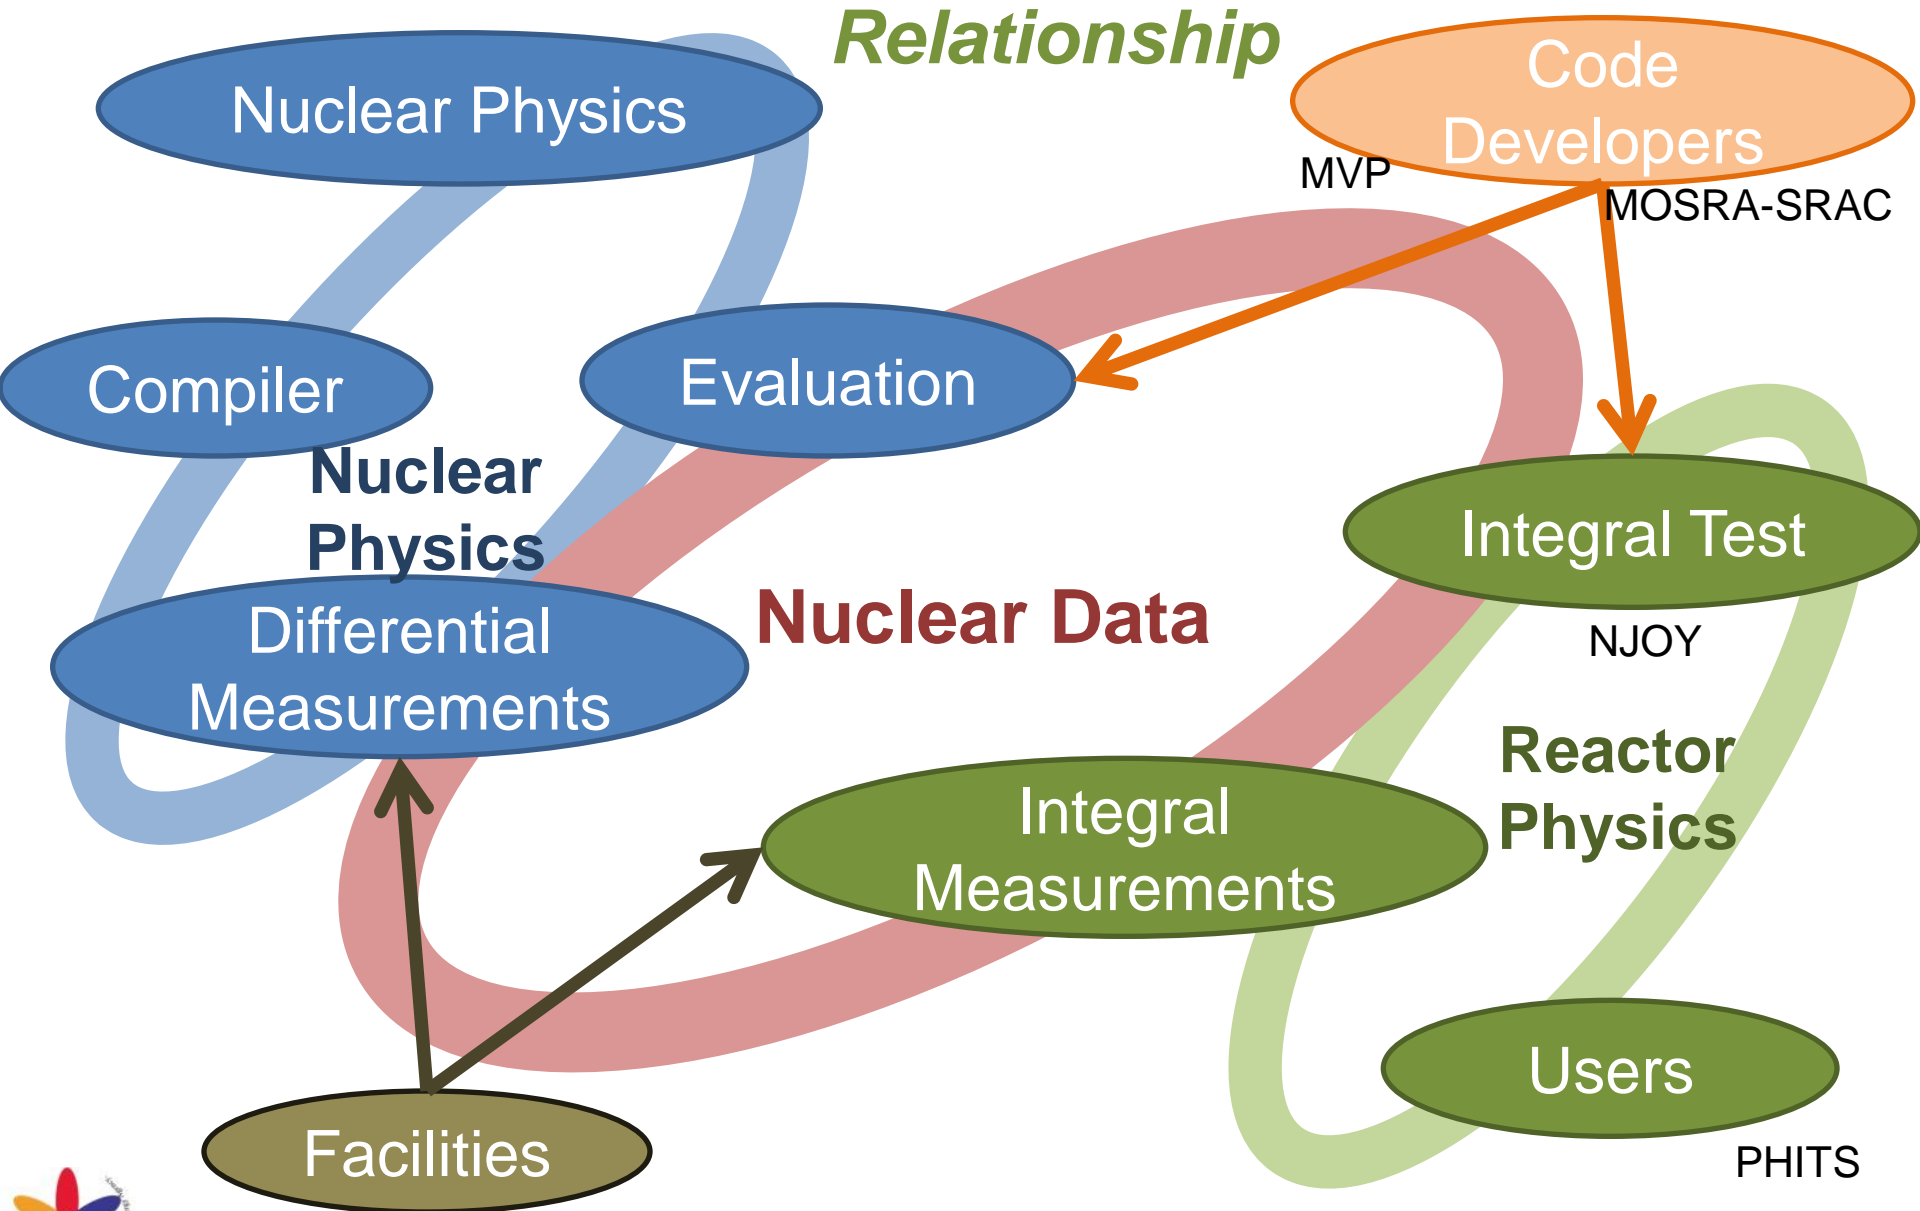 Relationship
Nuclear Physics
Code
Developers
MVP
MOSRA-SRAC
Compiler
Evaluation
Nuclear
Physics
Integral Test
NJOY
Differential
Measurements
Nuclear Data
Reactor
Physics
Integral
Measurements
Users
Facilities
PHITS